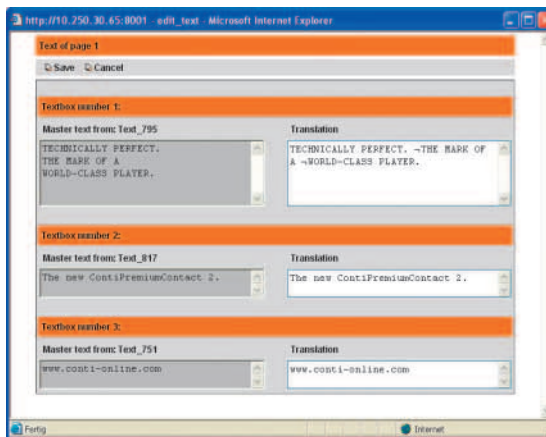 http://10.250.30.65:8001 - edit_text - Microsoft Internet Explorer
Text of page 1
Save Cancel
Textbox number 1:
Master text from: Text_795 Translation
TECHNICALLY PERFECT.
THE MARK OF A
WORLD-CLASS PLAYER.
TECHNICALLY PERFECT. ¬THE MARK OF
A ¬WORLD-CLASS PLAYER.
Textbox number 2:
Master text from: Text_817 Translation
The new ContiPremiumContact 2. The new ContiPremiumContact 2.
Textbox number 3:
Master text from: Text_751 Translation
www.conti-online.com www.conti-online.com
Fertig Internet